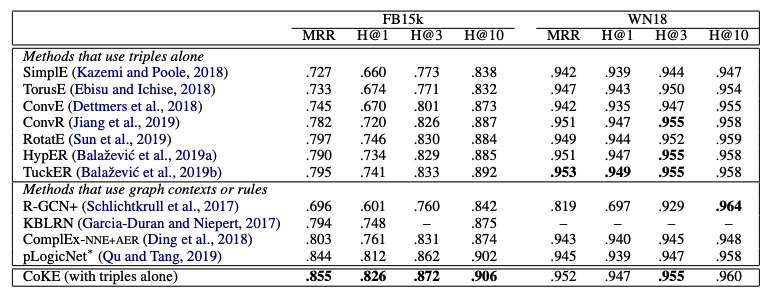 FB15k WN18
MRR H@1 H@3 H@10 MRR H@1 H@3 H@10
Methods that use triples alone
SimplE (Kazemi and Poole, 2018) .727 .660 .773 .838 .942 .939 .944 .947
TorusE (Ebisu and Ichise, 2018) .733 .674 .771 .832 .947 .943 .950 .954
ConvE (Dettmers et al., 2018) .745 .670 .801 .873 .942 .935 .947 .955
ConvR (Jiang et al., 2019) .782 .720 .826 .887 .951 .947 .955 .958
RotatE (Sun et al., 2019) .797 .746 .830 .884 .949 .944 .952 .959
HypER (Balažević et al., 2019a) .790 .734 .829 .885 .951 .947 .955 .958
TuckER (Balažević et al., 2019b) .795 .741 .833 .892 .953 .949 .955 .958
Methods that use graph contexts or rules
R-GCN+ (Schlichtkrull et al., 2017) .696 .601 .760 .842 .819 .697 .929 .964
KBLRN (Garcia-Duran and Niepert, 2017) .794 .748 – .875 – – – –
ComplEx-NNE+AER (Ding et al., 2018) .803 .761 .831 .874 .943 .940 .945 .948
pLogicNet* (Qu and Tang, 2019) .844 .812 .862 .902 .945 .939 .947 .958
CoKE (with triples alone) .855 .826 .872 .906 .952 .947 .955 .960